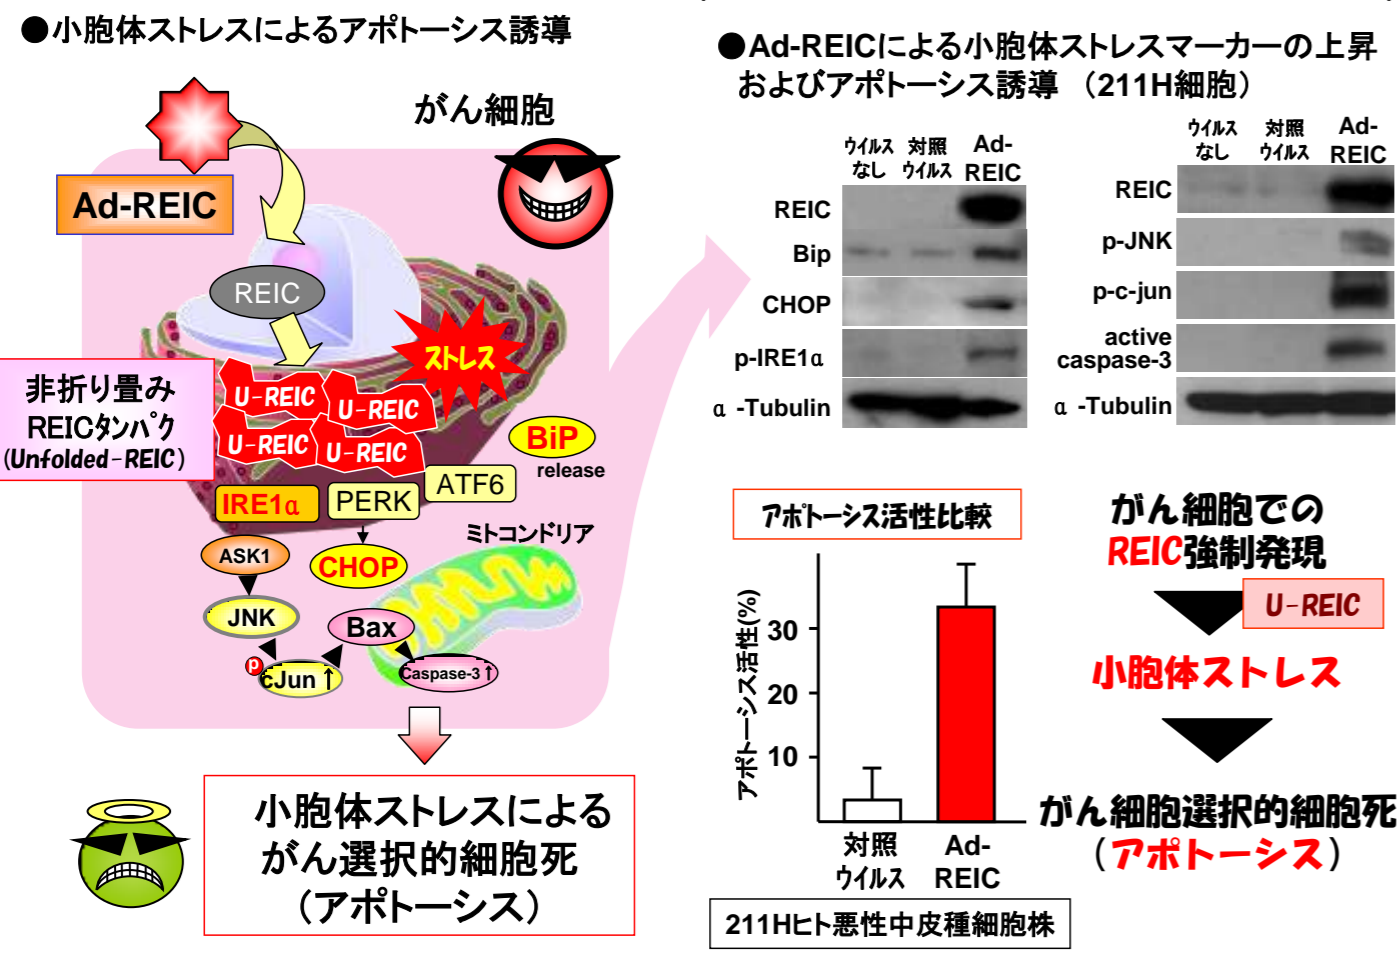 ●小胞体ストレスによるアポトーシス誘導
がん細胞
Ad-REIC
REIC
ストレス
非折り畳み
REICタンパク
(Unfolded-REIC)
U-REIC
U-REIC
U-REIC
U-REIC
BiP
release
IRE1α
PERK
ATF6
ミトコンドリア
ASK1
CHOP
JNK
Bax
P
cJun↑
Caspase-3↑
小胞体ストレスによる
がん選択的細胞死
（アポトーシス）
●Ad-REICによる小胞体ストレスマーカーの上昇
およびアポトーシス誘導 （211H細胞）
ウイルス 対照 Ad-
なし ウイルス REIC
REIC
Bip
CHOP
p-IRE1α
α -Tubulin
ウイルス 対照 Ad-
なし ウイルス REIC
REIC
p-JNK
p-c-jun
active
caspase-3
α -Tubulin
アポトーシス活性比較
アポトーシス活性(%)
30
20
10
対照 Ad-
ウイルス REIC
211Hヒト悪性中皮種細胞株
がん細胞での
REIC強制発現
U-REIC
小胞体ストレス
がん細胞選択的細胞死
（アポトーシス）